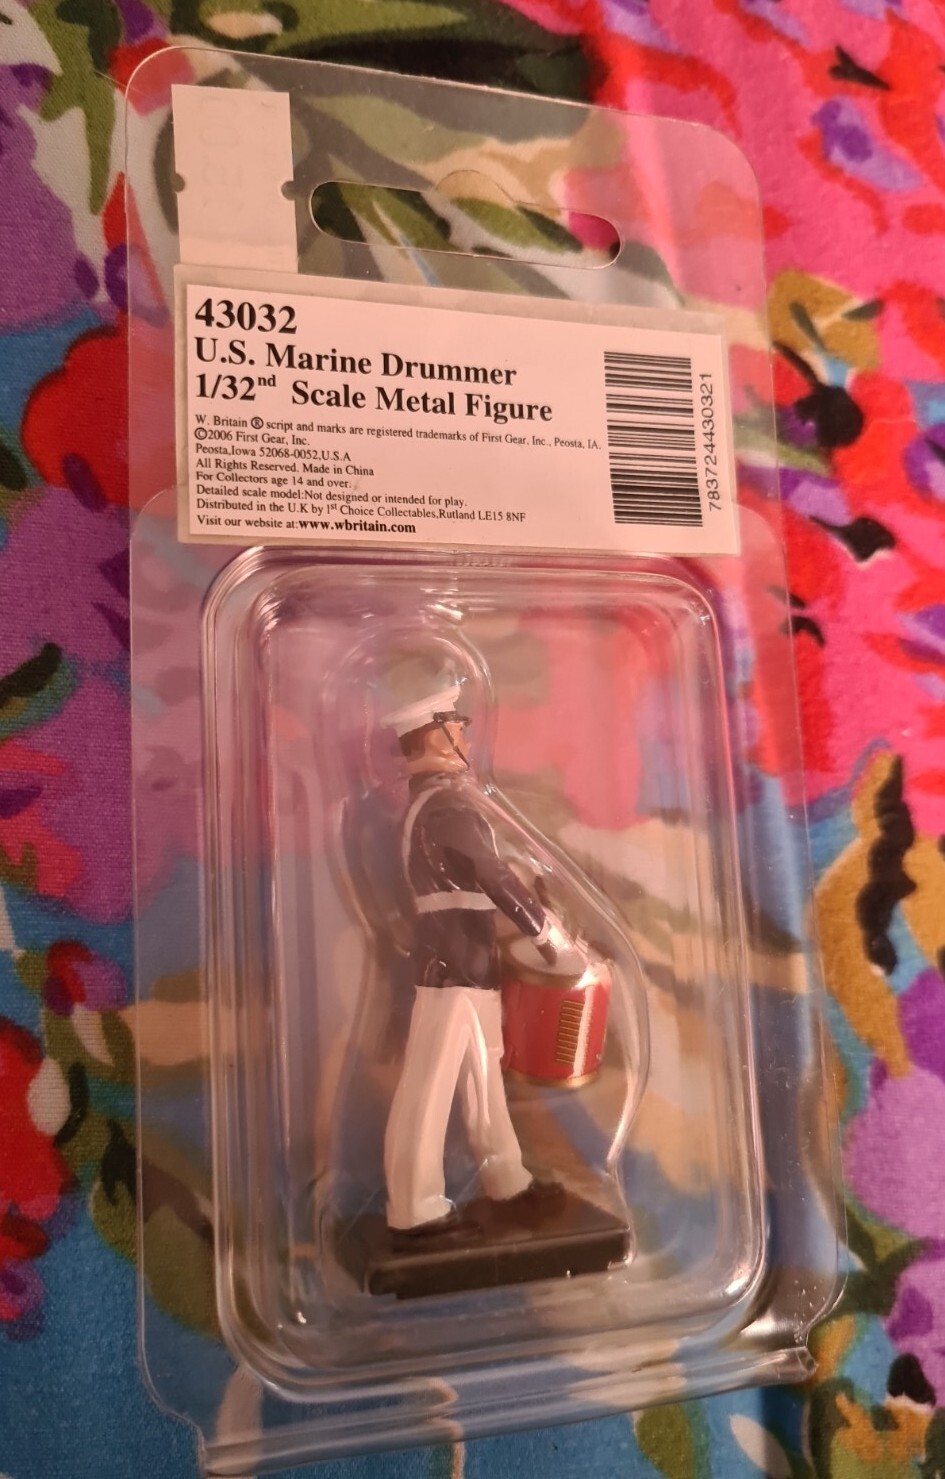 43032
U.S. Marine Drummer
1/32nd Scale Metal Figure
W. Britain ® script and marks are registered trademarks of First Gear, Inc., Peosta, IA.
©2006 First Gear, Inc.
Peosta,Iowa 52068-0052,U.S.A
All Rights Reserved. Made in China
For Collectors age 14 and over.
Detailed scale model:Not designed or intended for play.
Distributed in the U.K by 1st Choice Collectables,Rutland LE15 8NF
Visit our website at:www.wbritain.com
783724430321